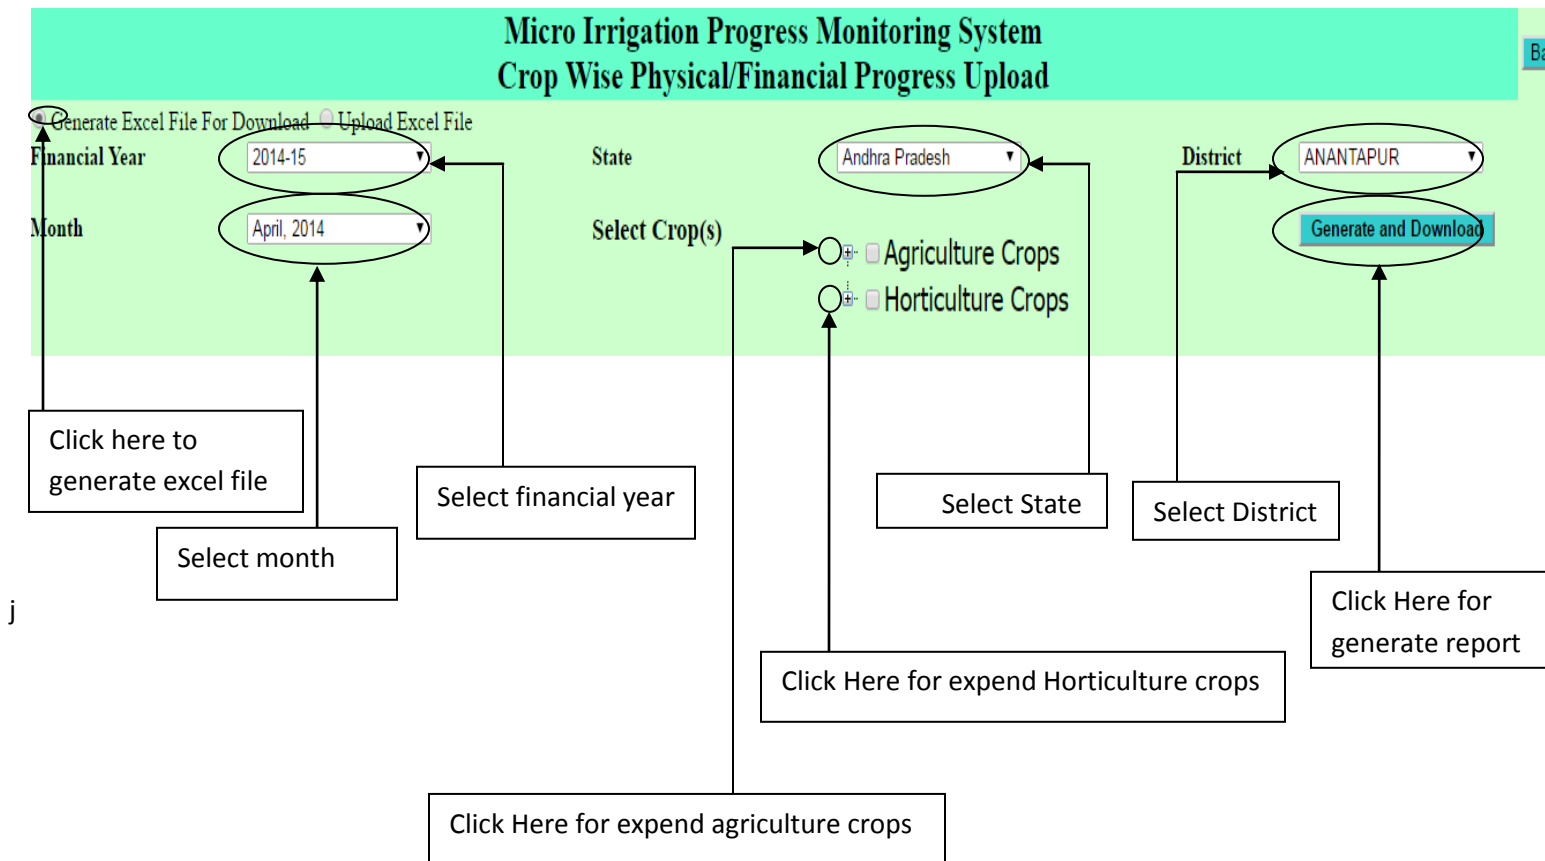 Micro Irrigation Progress Monitoring System
Crop Wise Physical/Financial Progress Upload
Generate Excel File For Download Upload Excel File
Financial Year 2014-15 State Andhra Pradesh District ANANTAPUR
Month April, 2014 Select Crop(s) Generate and Download
Agriculture Crops
Horticulture Crops
Click here to
generate excel file
Select financial year
Select State
Select District
Select month
j
Click Here for
generate report
Click Here for expend Horticulture crops
Click Here for expend agriculture crops